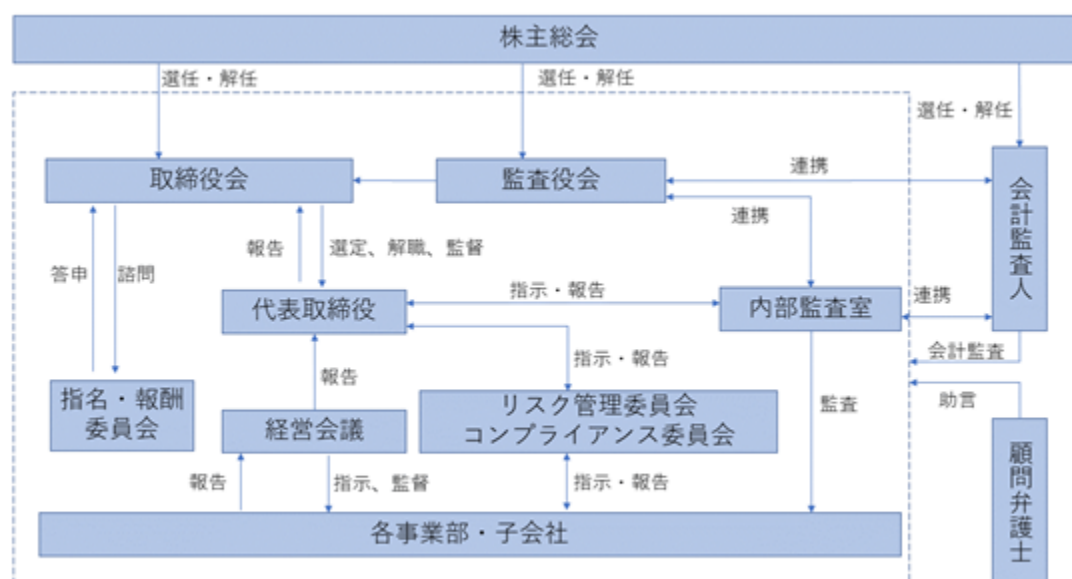 株主総会
選任・解任
選任・解任
選任・解任
取締役会
監査役会
連携
会計監査人
連携
報告
選定、解職、監督
答申
諮問
代表取締役
指示・報告
内部監査室
連携
指示・報告
会計監査
報告
指名・報酬
委員会
経営会議
リスク管理委員会
コンプライアンス委員会
監査
助言
顧問弁護士
報告
指示、監督
指示・報告
各事業部・子会社